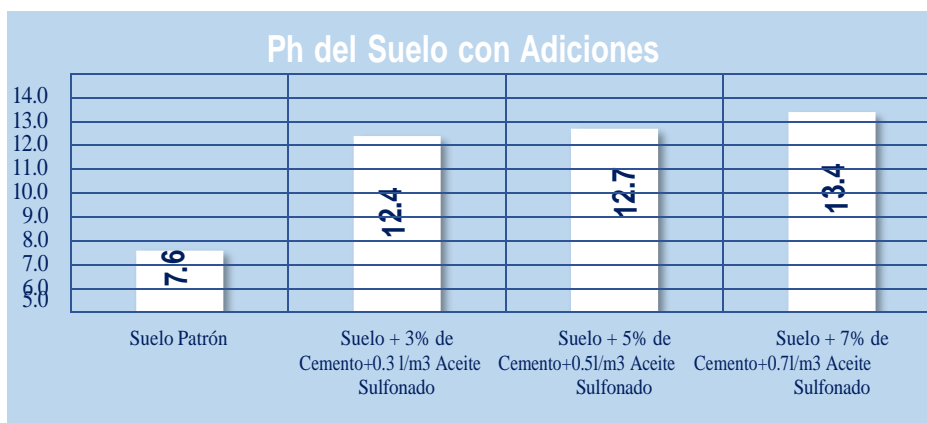 Ph del Suelo con Adiciones
14.0
13.0
12.0
11.0
10.0
9.0
8.0
7.0
6.0
5.0
7.6
12.4
12.7
13.4
Suelo Patrón
Suelo + 3% de
Cemento+0.3 l/m3 Aceite
Sulfonado
Suelo + 5% de
Cemento+0.5l/m3 Aceite
Sulfonado
Suelo + 7% de
Cemento+0.7l/m3 Aceite
Sulfonado